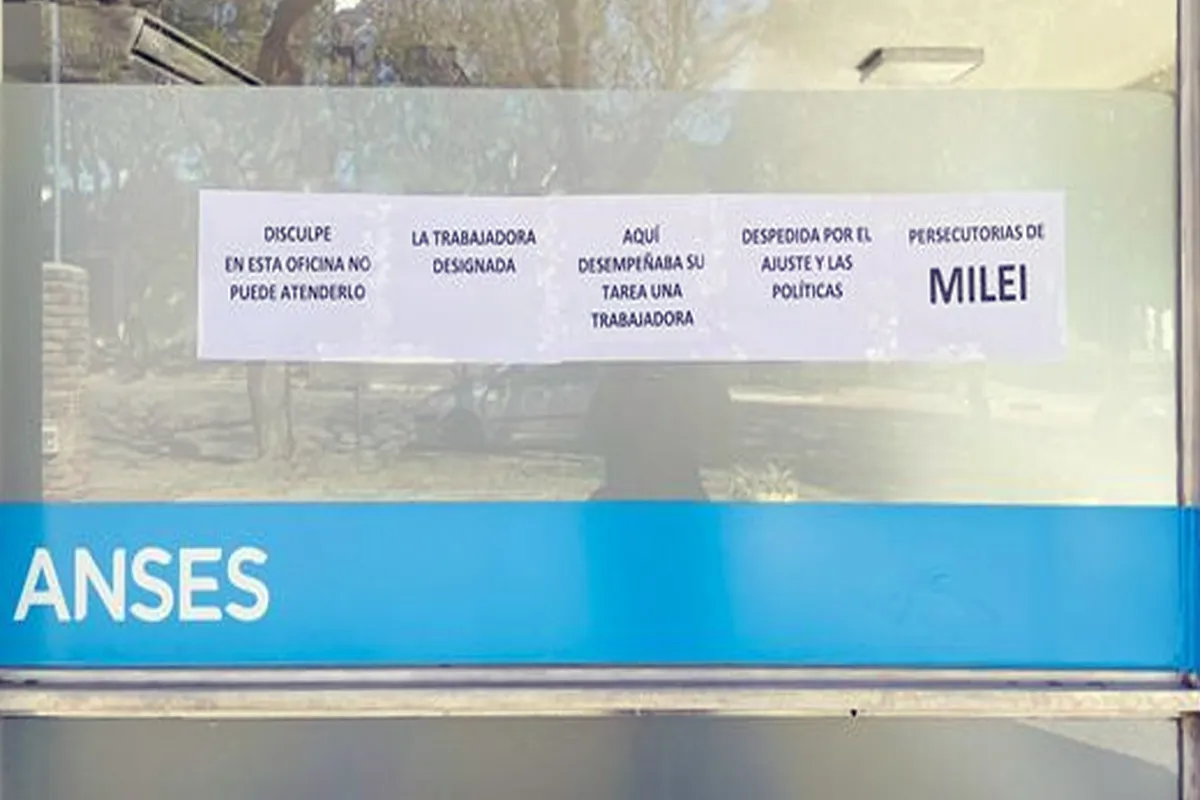 DISCULPE
EN ESTA OFICINA NO
PUEDE ATENDERLO
LA TRABAJADORA
DESIGNADA
AQUÍ
DESEMPEÑABA SU
TAREA UNA
TRABAJADORA
DESPEDIDA POR EL
AJUSTE Y LAS
POLÍTICAS
PERSECUTORIAS DE
MILEI
ANSES